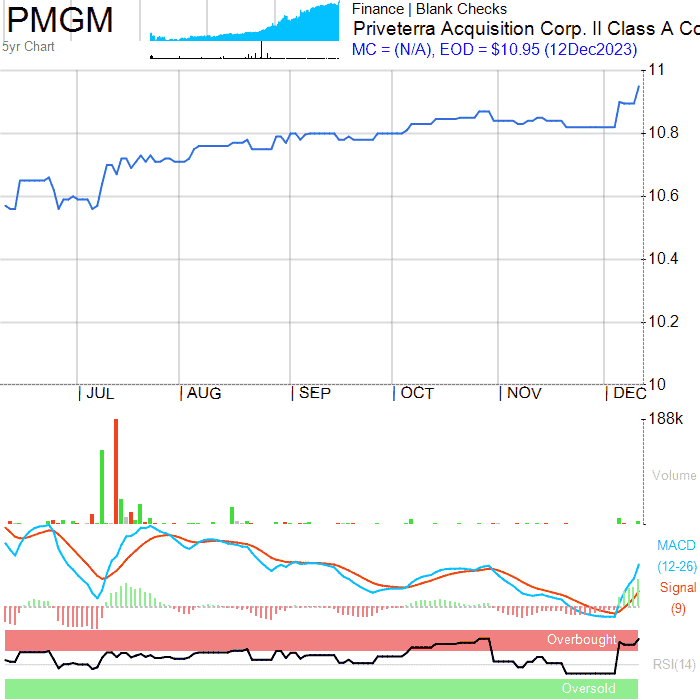 PMGM
5yr Chart
Finance | Blank Checks
Priveterra Acquisition Corp. II Class A Co
MC = (N/A), EOD = $10.95 (12Dec2023)
11
10.8
10.6
10.4
10.2
10
JUL AUG SEP OCT NOV DEC
188k
Volume
MACD
(12-26)
Signal
(9)
Overbought
RSI(14)
Oversold